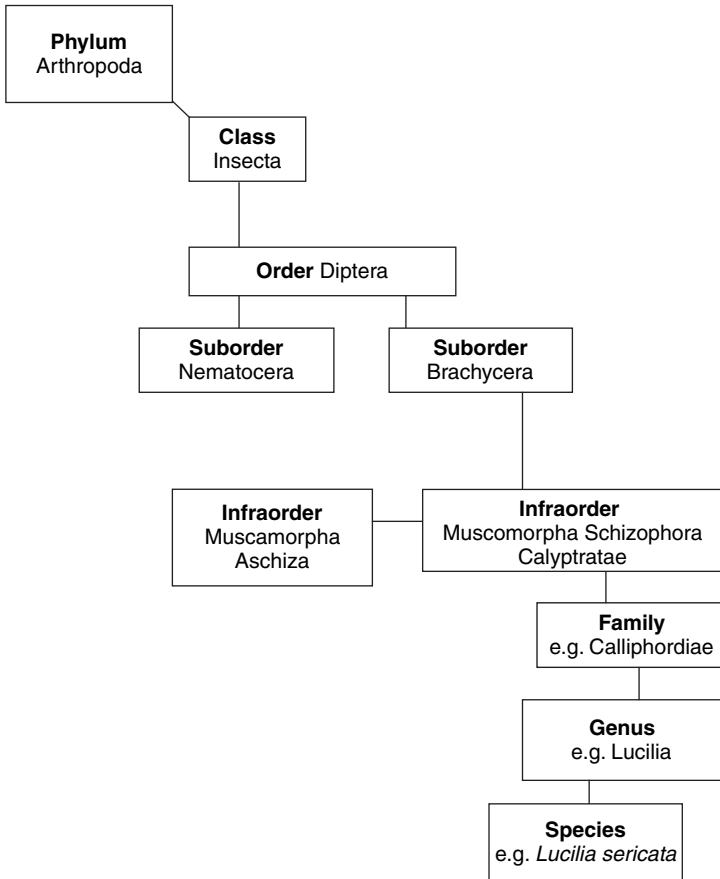 Phylum
Arthropoda
Class
Insecta
Order Diptera
Suborder
Nematocera
Suborder
Brachycera
Infraorder
Muscamorpha
Aschiza
Infraorder
Muscomorpha Schizophora
Calyptratae
Family
e.g. Calliphordiae
Genus
e.g. Lucilia
Species
e.g. Lucilia sericata